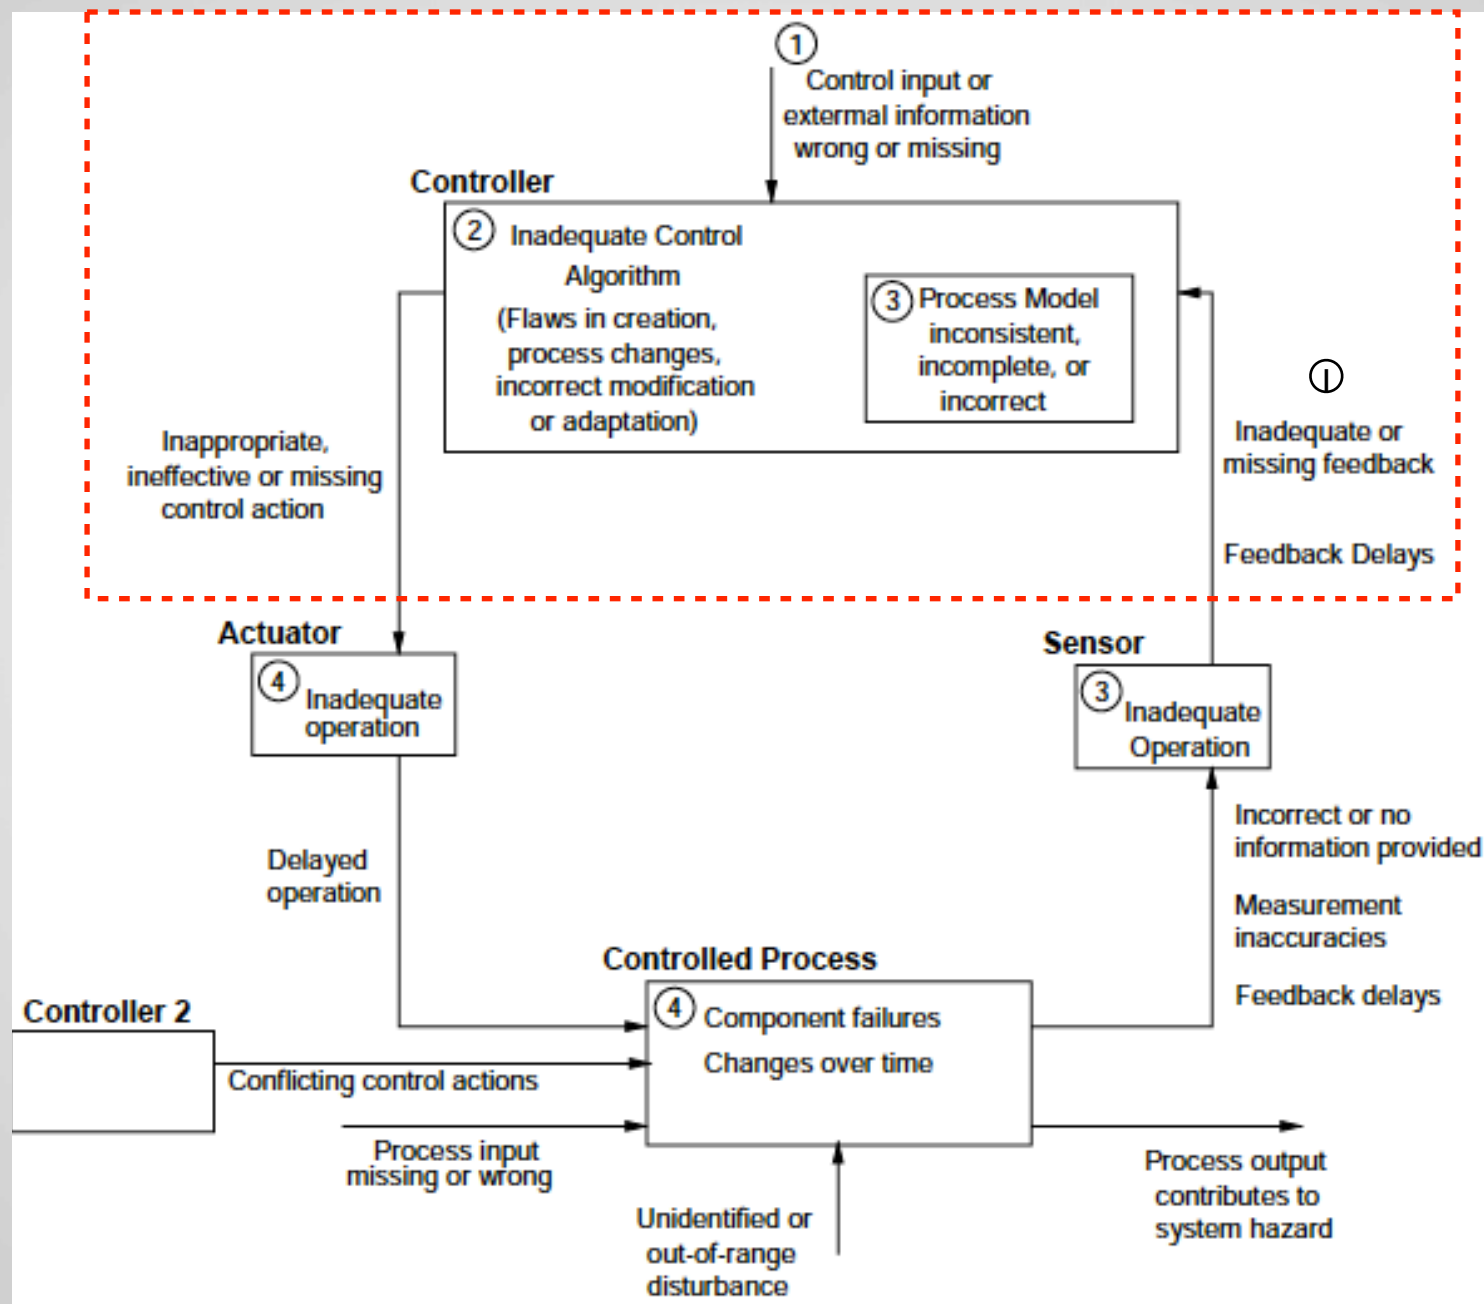 1
Control input or
extermal information
wrong or missing
Controller
2
Inadequate Control
Algorithm
(Flaws in creation,
process changes,
incorrect modification
or adaptation)
3
Process Model
inconsistent,
incomplete, or
incorrect
Inappropriate,
ineffective or missing
control action
1
Inadequate or
missing feedback
Feedback Delays
Actuator
4
Inadequate
operation
Sensor
3
Inadequate
Operation
Delayed
operation
Incorrect or no
information provided
Measurement
inaccuracies
Feedback delays
Controlled Process
4
Component failures
Changes over time
Controller 2
Conflicting control actions
Process input
missing or wrong
Unidentified or
out-of-range
disturbance
Process output
contributes to
system hazard